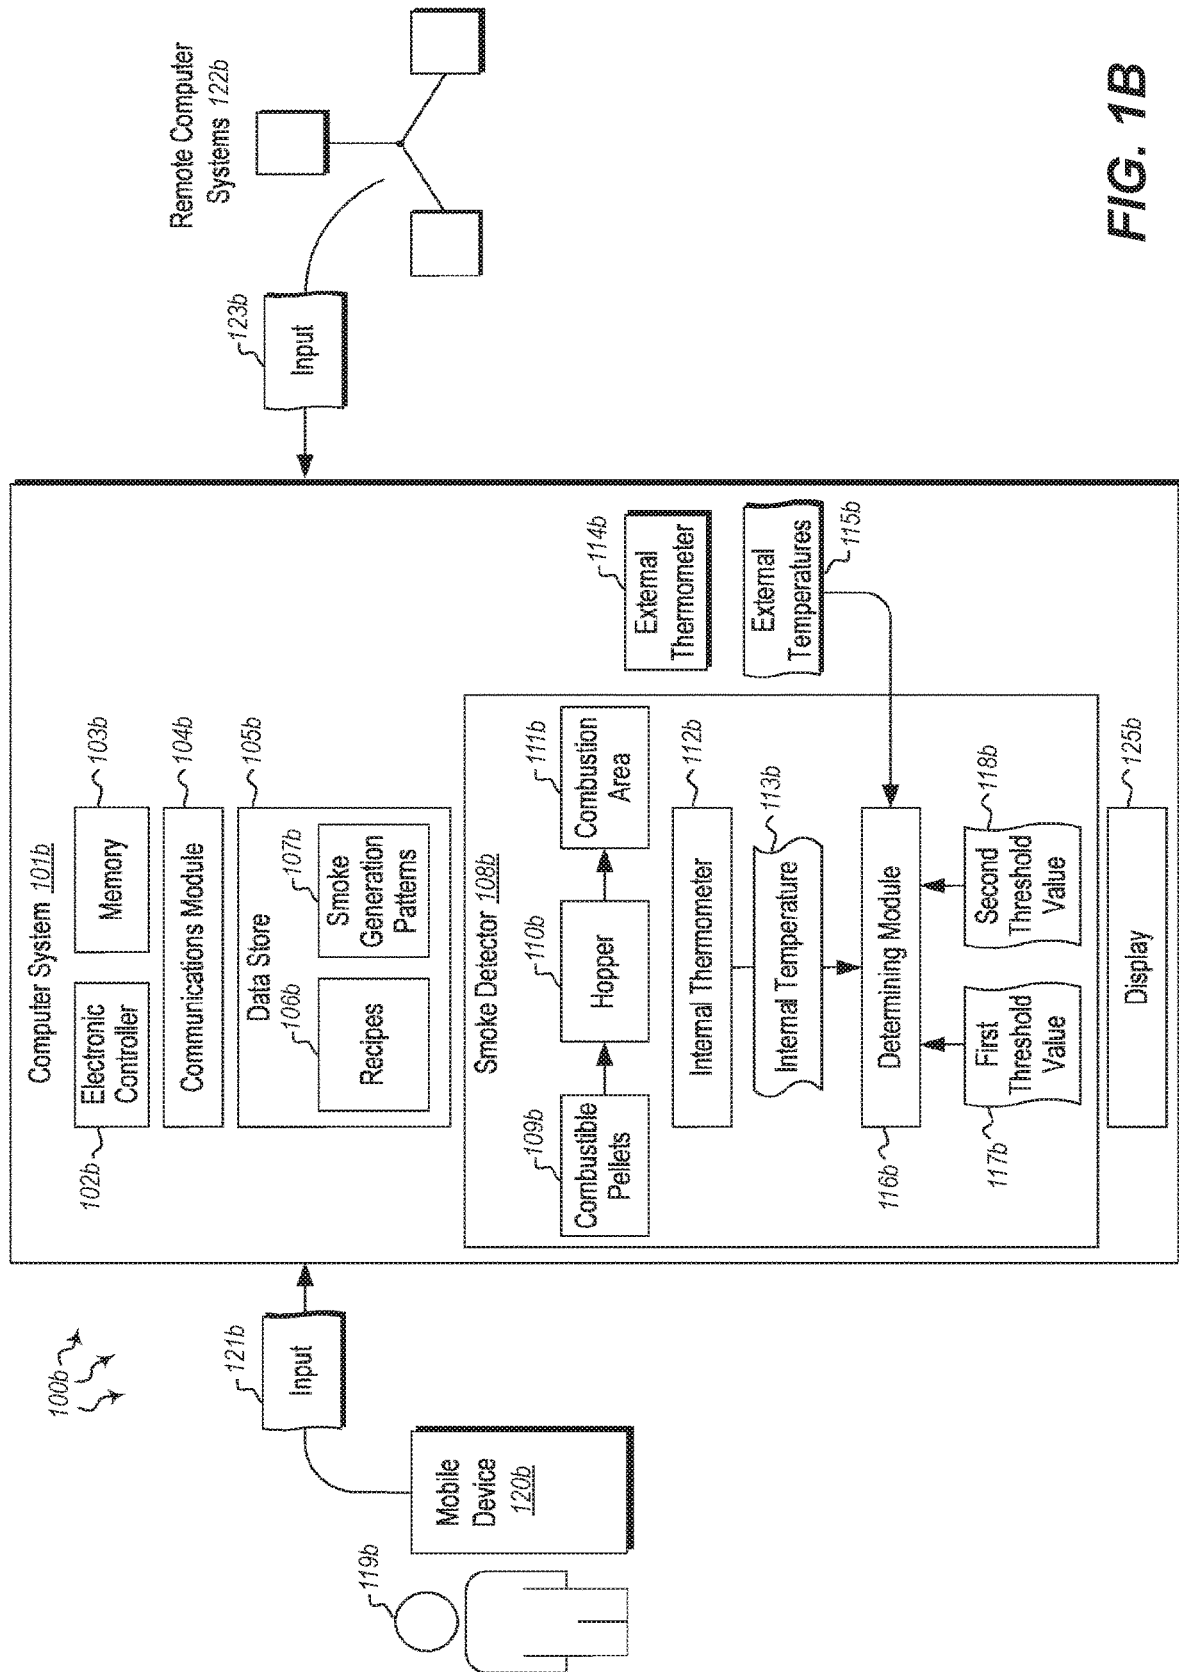 100b
119b
Mobile
Device
120b
121b
Input
Computer System 101b
102b
Electronic
Controller
Memory
103b
Communications Module
104b
Data Store
105b
106b
Recipes
107b
Smoke
Generation
Patterns
Smoke Detector 108b
109b
Combustible
Pellets
110b
Hopper
111b
Combustion
Area
Internal Thermometer
112b
Internal Temperature
113b
114b
External
Thermometer
External
Temperatures
115b
116b
Determining Module
117b
First
Threshold
Value
118b
Second
Threshold
Value
Display
125b
123b
Input
Remote Computer
Systems 122b
FIG. 1B